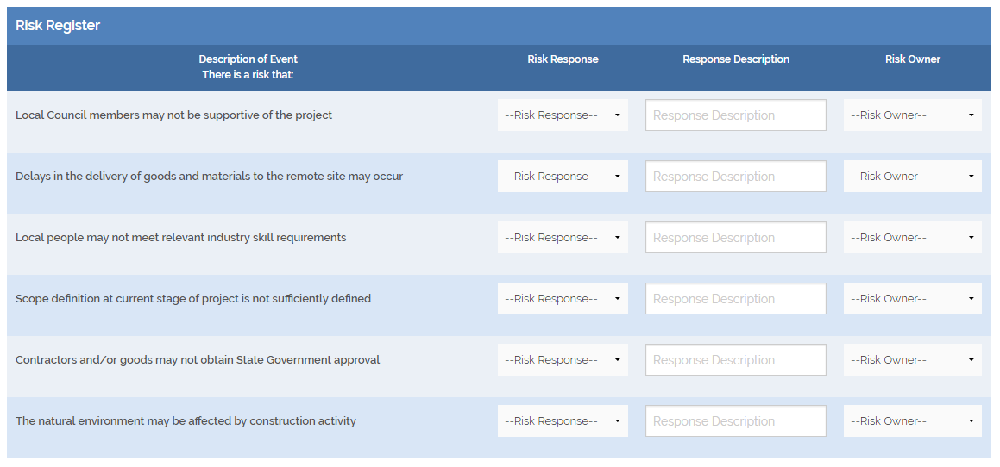 Risk Register
Description of Event Risk Response Response Description Risk Owner
There is a risk that:
Local Council members may not be supportive of the project --Risk Response-- Response Description --Risk Owner--
Delays in the delivery of goods and materials to the remote site may occur --Risk Response-- Response Description --Risk Owner--
Local people may not meet relevant industry skill requirements --Risk Response-- Response Description --Risk Owner--
Scope definition at current stage of project is not sufficiently defined --Risk Response-- Response Description --Risk Owner--
Contractors and/or goods may not obtain State Government approval --Risk Response-- Response Description --Risk Owner--
The natural environment may be affected by construction activity --Risk Response-- Response Description --Risk Owner--